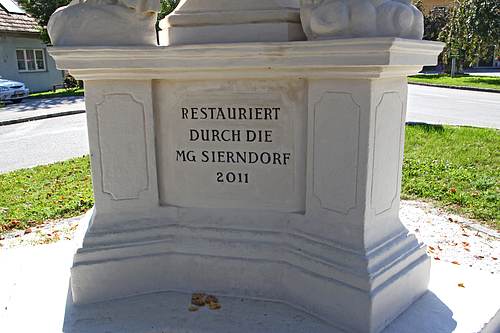 RESTAURIERT
DURCH DIE
MG SIERNDORF
2011